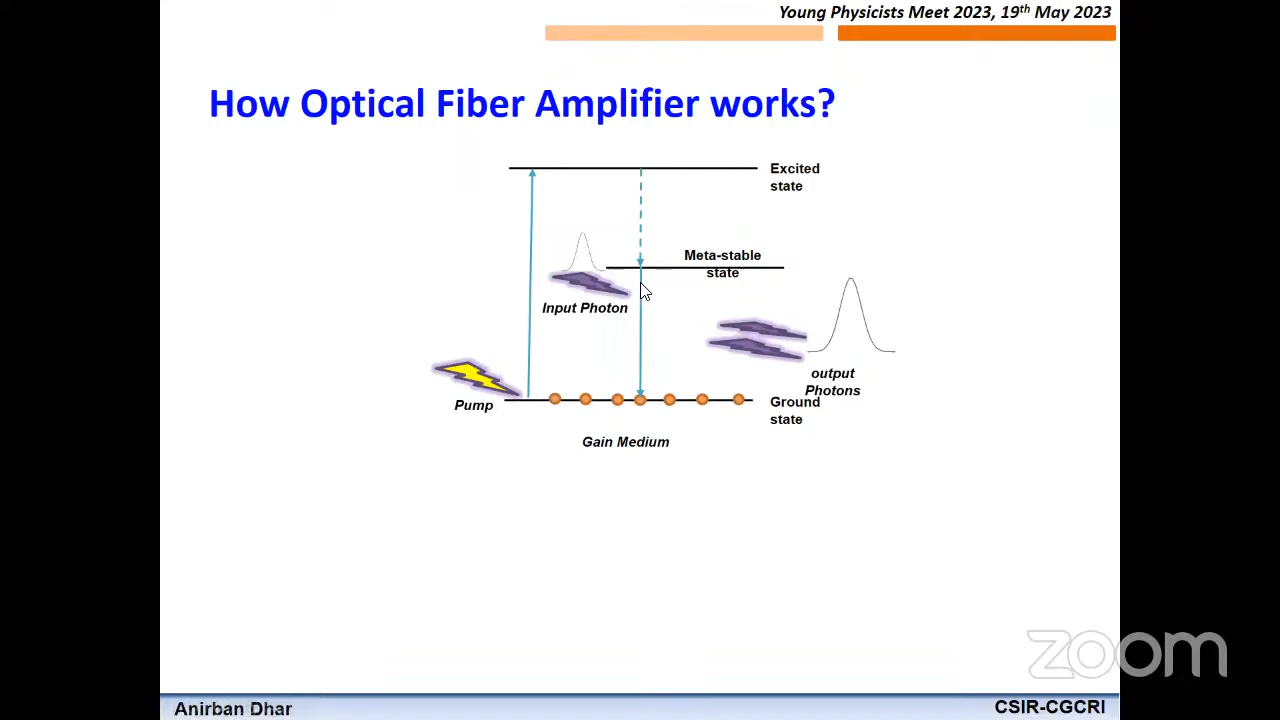 Young Physicists Meet 2023, 19th May 2023
How Optical Fiber Amplifier works?
Excited
state
Meta-stable
state
Input Photon
output
Photons
Pump
Ground
state
Gain Medium
zoom
Anirban Dhar
CSIR-CGCRI